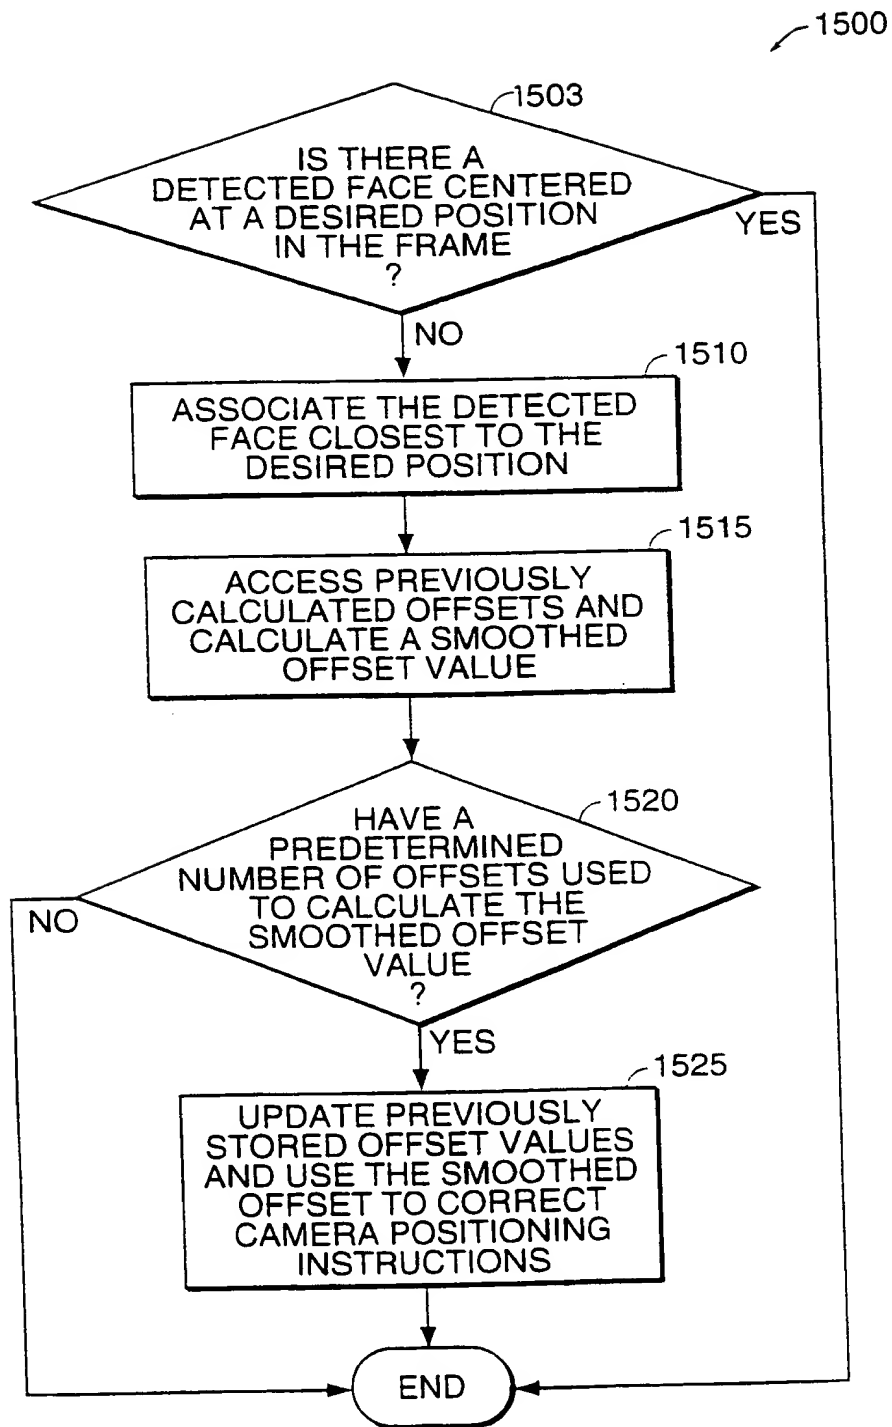 1500
1503
IS THERE A
DETECTED FACE CENTERED
AT A DESIRED POSITION
IN THE FRAME
?
YES
NO
1510
ASSOCIATE THE DETECTED
FACE CLOSEST TO THE
DESIRED POSITION
1515
ACCESS PREVIOUSLY
CALCULATED OFFSETS AND
CALCULATE A SMOOTHED
OFFSET VALUE
1520
HAVE A
PREDETERMINED
NUMBER OF OFFSETS USED
TO CALCULATE THE
SMOOTHED OFFSET
VALUE
?
NO
YES
1525
UPDATE PREVIOUSLY
STORED OFFSET VALUES
AND USE THE SMOOTHED
OFFSET TO CORRECT
CAMERA POSITIONING
INSTRUCTIONS
END